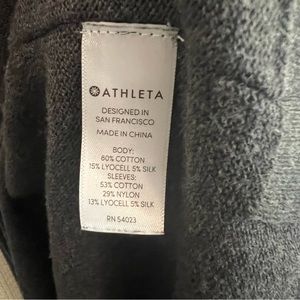 ATHLETA
DESIGNED IN
SAN FRANCISCO
MADE IN CHINA
BODY:
60% COTTON
15% LYOCELL 5% SILK
SLEEVES:
53% COTTON
29% NYLON
13% LYOCELL 5% SILK
RN 54023